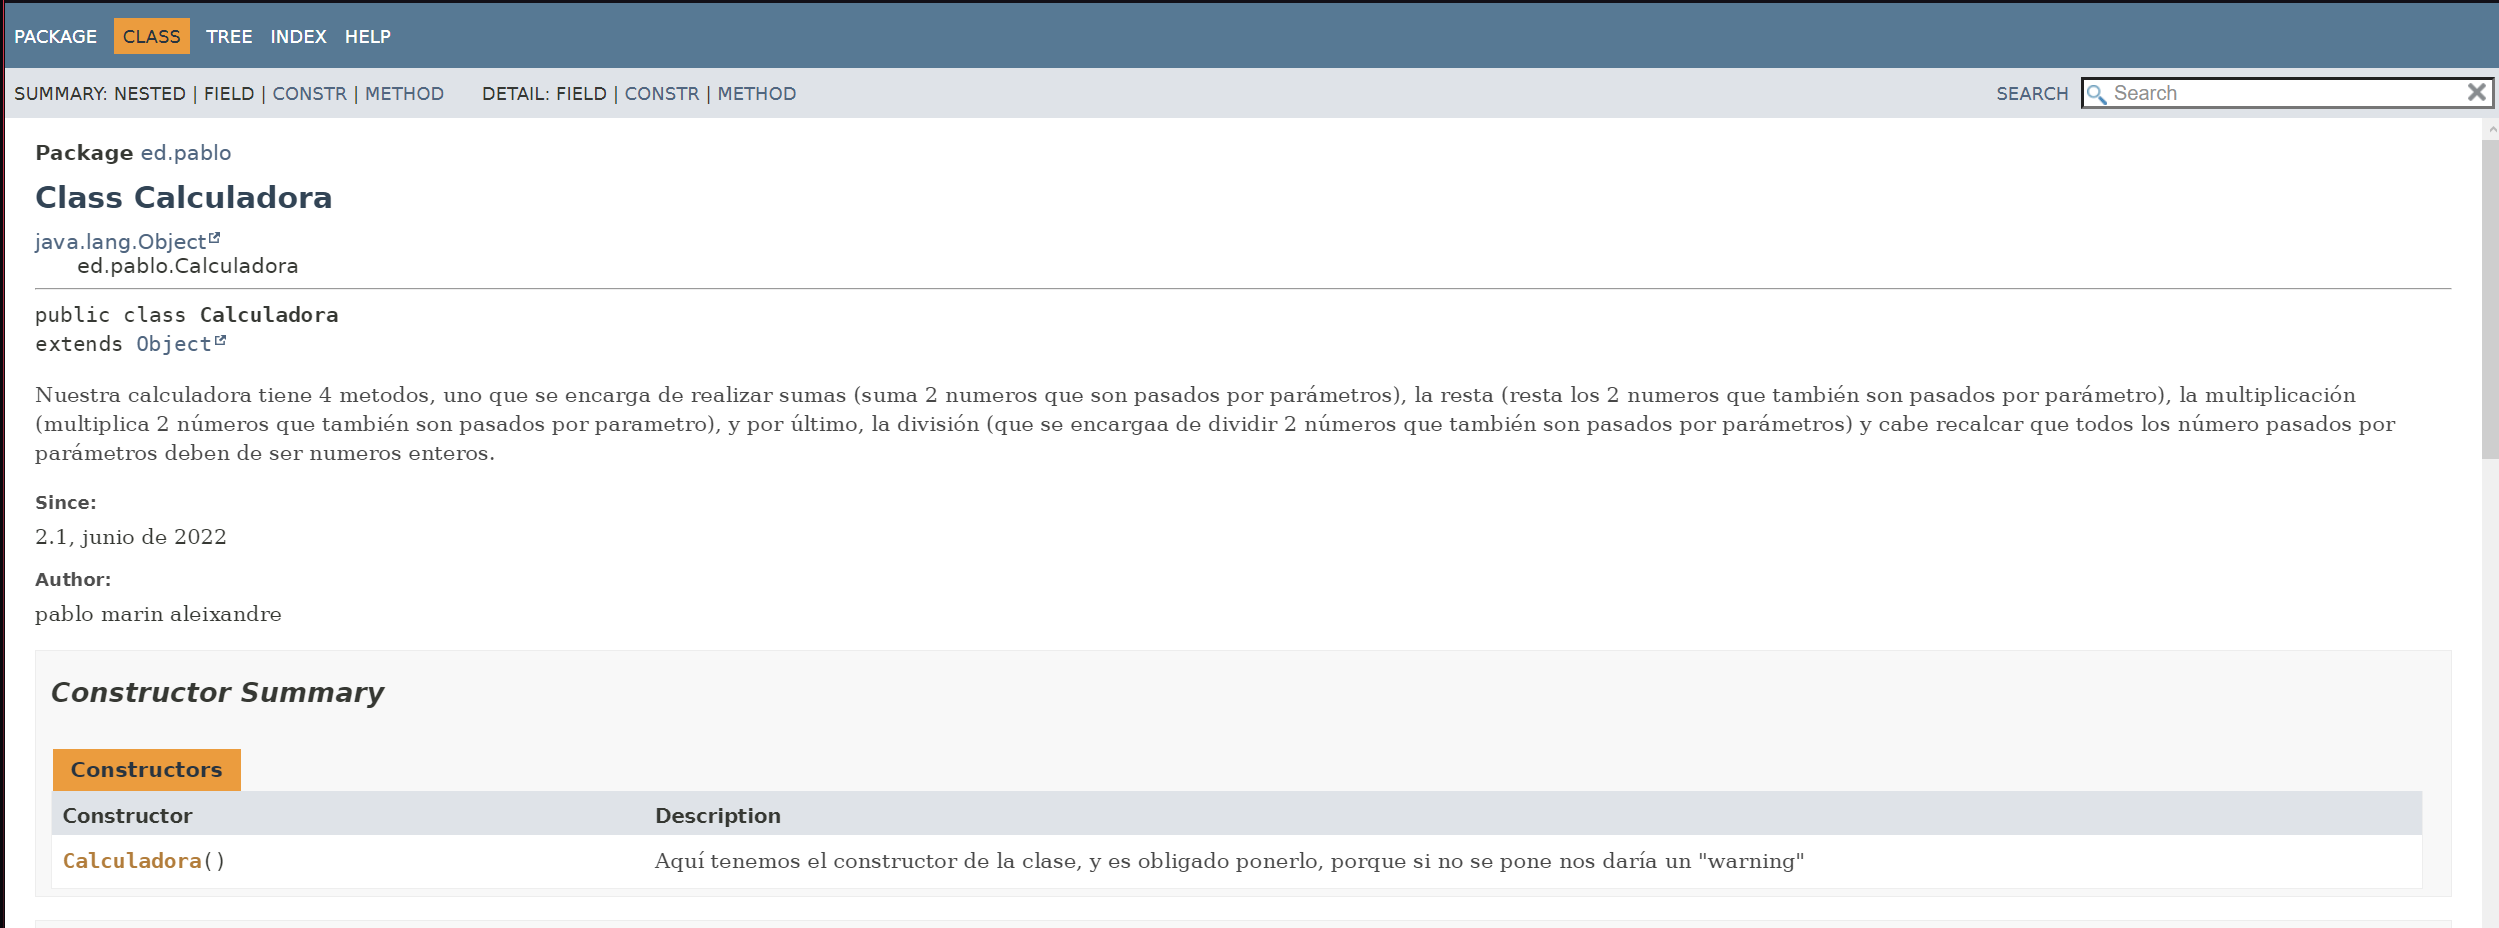 PACKAGE CLASS TREE INDEX HELP
SUMMARY: NESTED | FIELD | CONSTR | METHOD DETAIL: FIELD | CONSTR | METHOD SEARCH Search
Package ed.pablo
Class Calculadora
java.lang.Object
ed.pablo.Calculadora
public class Calculadora
extends Object
Nuestra calculadora tiene 4 metodos, uno que se encarga de realizar sumas (suma 2 numeros que son pasados por parámetros), la resta (resta los 2 numeros que también son pasados por parámetro), la multiplicación
(multiplica 2 números que también son pasados por parametro), y por último, la división (que se encargaa de dividir 2 números que también son pasados por parámetros) y cabe recalcar que todos los número pasados por
parámetros deben de ser numeros enteros.
Since:
2.1, junio de 2022
Author:
pablo marin aleixandre
Constructor Summary
Constructors
Constructor Description
Calculadora() Aquí tenemos el constructor de la clase, y es obligado ponerlo, porque si no se pone nos daría un "warning"